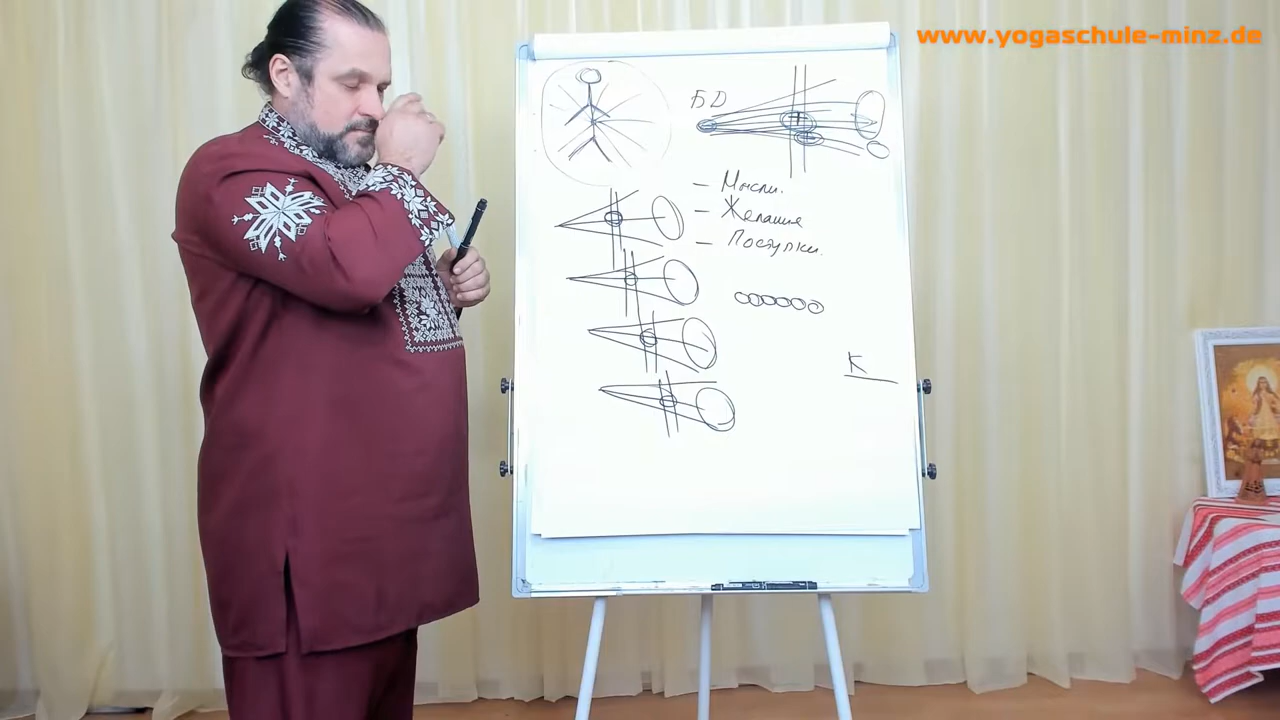 www.yogaschule-minz.de
БД
- Мысли.
- Желания
- Поступки.
К